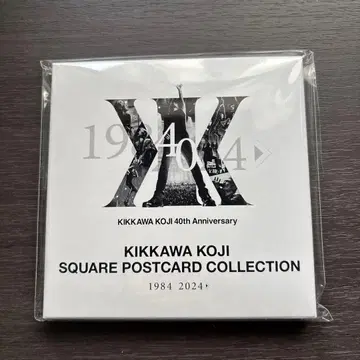 19 40 4
KIKKAWA KOJI 40th Anniversary
KIKKAWA KOJI
SQUARE POSTCARD COLLECTION
1984 2024